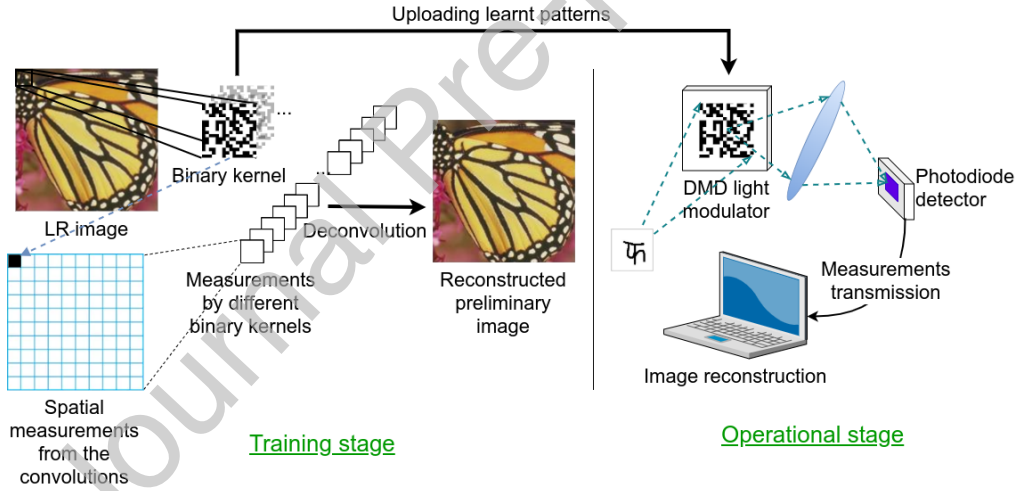 Uploading learnt patterns
Binary kernel
...
...
LR image
Deconvolution
Measurements
by different
binary kernels
Reconstructed
preliminary
image
Spatial
measurements
from the
convolutions
Training stage
DMD light
modulator
Photodiode
detector
Measurements
transmission
Image reconstruction
Operational stage
Journal Pre-